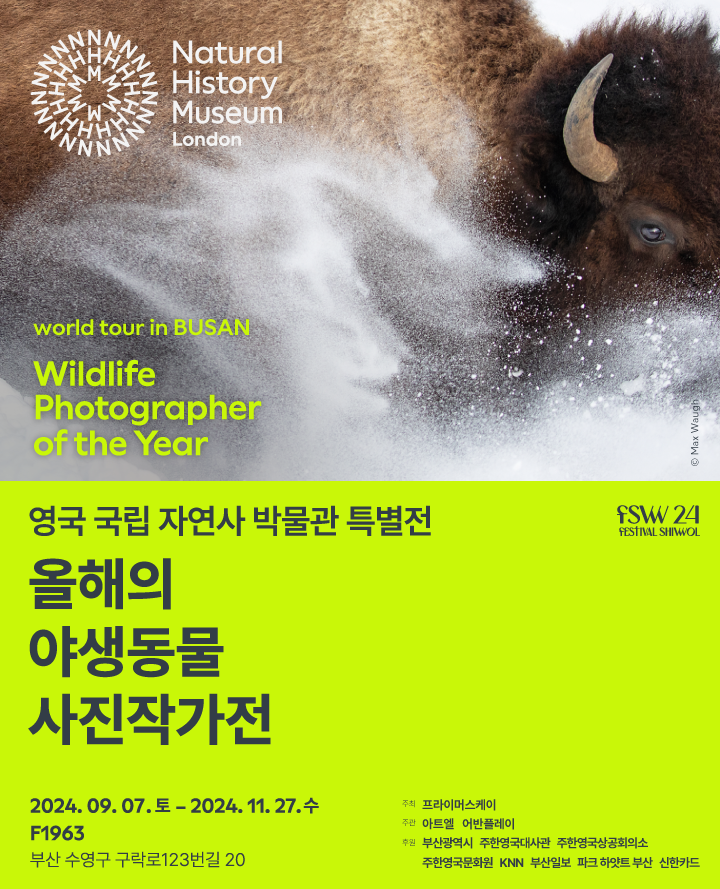 Natural
History
Museum
London
world tour in BUSAN
Wildlife
Photographer
of the Year
© Max Waugh
영국 국립 자연사 박물관 특별전
fSW 24
FESTIVAL SHIWOL
올해의
야생동물
사진작가전
2024. 09. 07. 토 – 2024. 11. 27. 수
F1963
부산 수영구 구락로123번길 20
주최 프라이머스케이
주관 아트엘 어반플레이
후원 부산광역시 주한영국대사관 주한영국상공회의소
주한영국문화원 KNN 부산일보 파크 하얏트 부산 신한카드